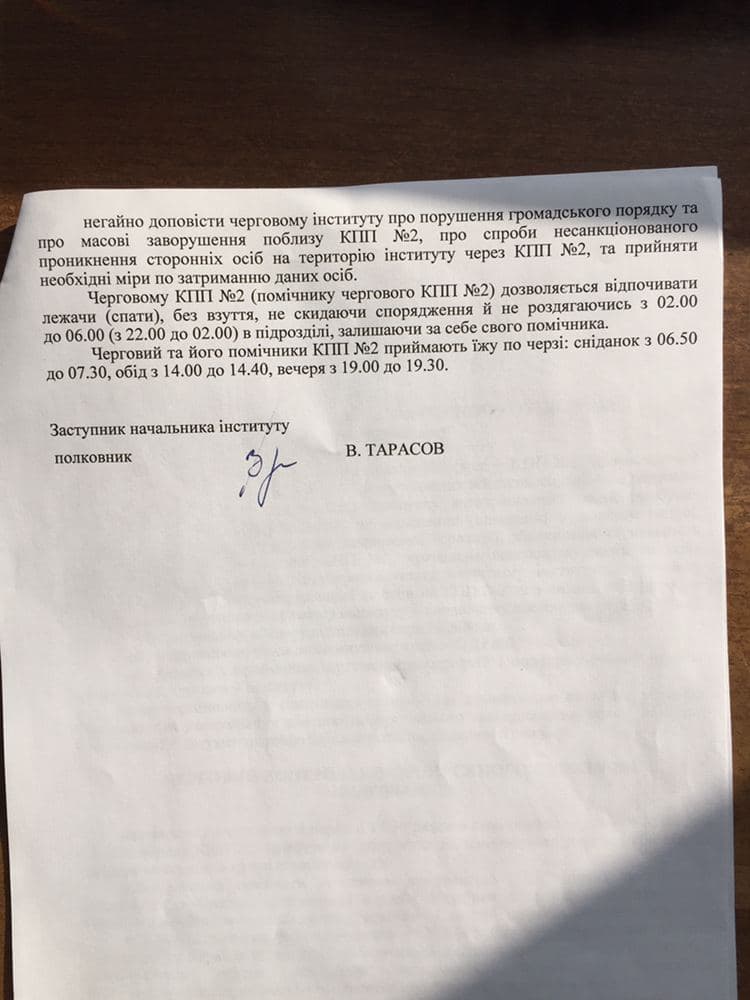 негайно доповісти черговому інституту про порушення громадського порядку та
про масові заворушення поблизу КПП №2, про спроби несанкціонованого
проникнення сторонніх осіб на територію інституту через КПП №2, та прийняти
необхідні міри по затриманню даних осіб.
Черговому КПП №2 (помічнику чергового КПП №2) дозволяється відпочивати
лежачи (спати), без взуття, не скидаючи спорядження й не роздягаючись з 02.00
до 06.00 (з 22.00 до 02.00) в підрозділі, залишаючи за себе свого помічника.
Черговий та його помічники КПП №2 приймають їжу по черзі: сніданок з 06.50
до 07.30, обід з 14.00 до 14.40, вечеря з 19.00 до 19.30.
Заступник начальника інституту
полковник В. ТАРАСОВ